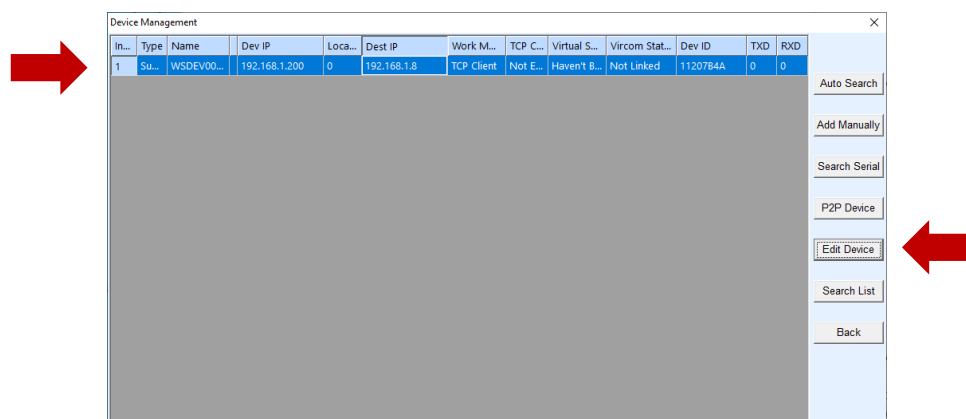 Device Management
In... Type Name Dev IP Loca... Dest IP Work M... TCP C... Virtual S... Vircom Stat... Dev ID TXD RXD
1 Su... WSDEV00... 192.168.1.200 0 192.168.1.8 TCP Client Not E... Haven't B... Not Linked 11207B4A 0 0
Auto Search
Add Manually
Search Serial
P2P Device
Edit Device
Search List
Back